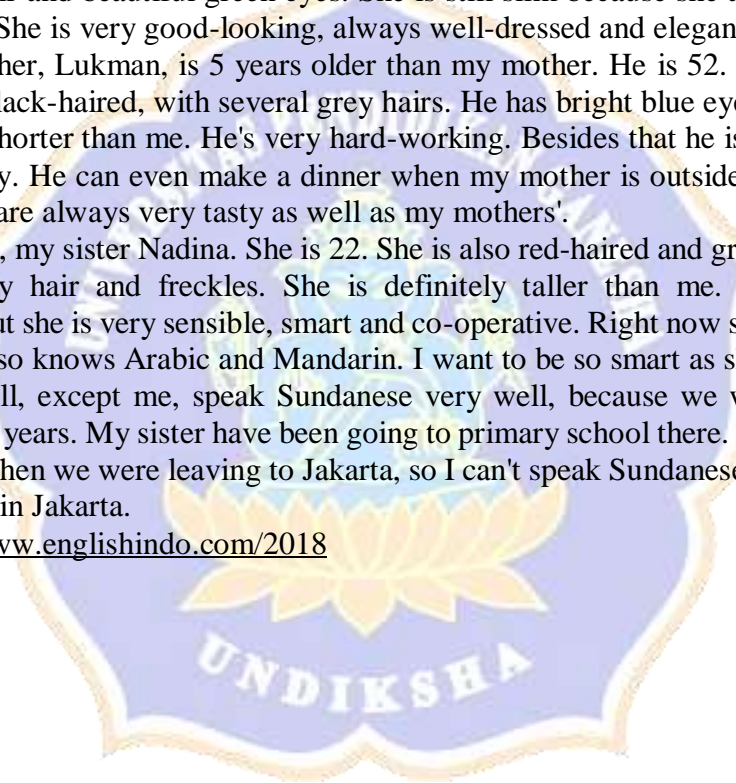 and beautiful green eyes. She is still slim because she
She is very good-looking, always well-dressed and elegan
her, Lukman, is 5 years older than my mother. He is 52.
lack-haired, with several grey hairs. He has bright blue eye
horter than me. He's very hard-working. Besides that he is
y. He can even make a dinner when my mother is outside
are always very tasty as well as my mothers'.
, my sister Nadina. She is 22. She is also red-haired and gr
y hair and freckles. She is definitely taller than me.
ut she is very sensible, smart and co-operative. Right now s
so knows Arabic and Mandarin. I want to be so smart as s
ll, except me, speak Sundanese very well, because we v
years. My sister have been going to primary school there.
hen we were leaving to Jakarta, so I can't speak Sundanese
in Jakarta.
ww.englishindo.com/2018
UNIVERSITAS PENDIDIKAN GANESHA
UNDIKSHA